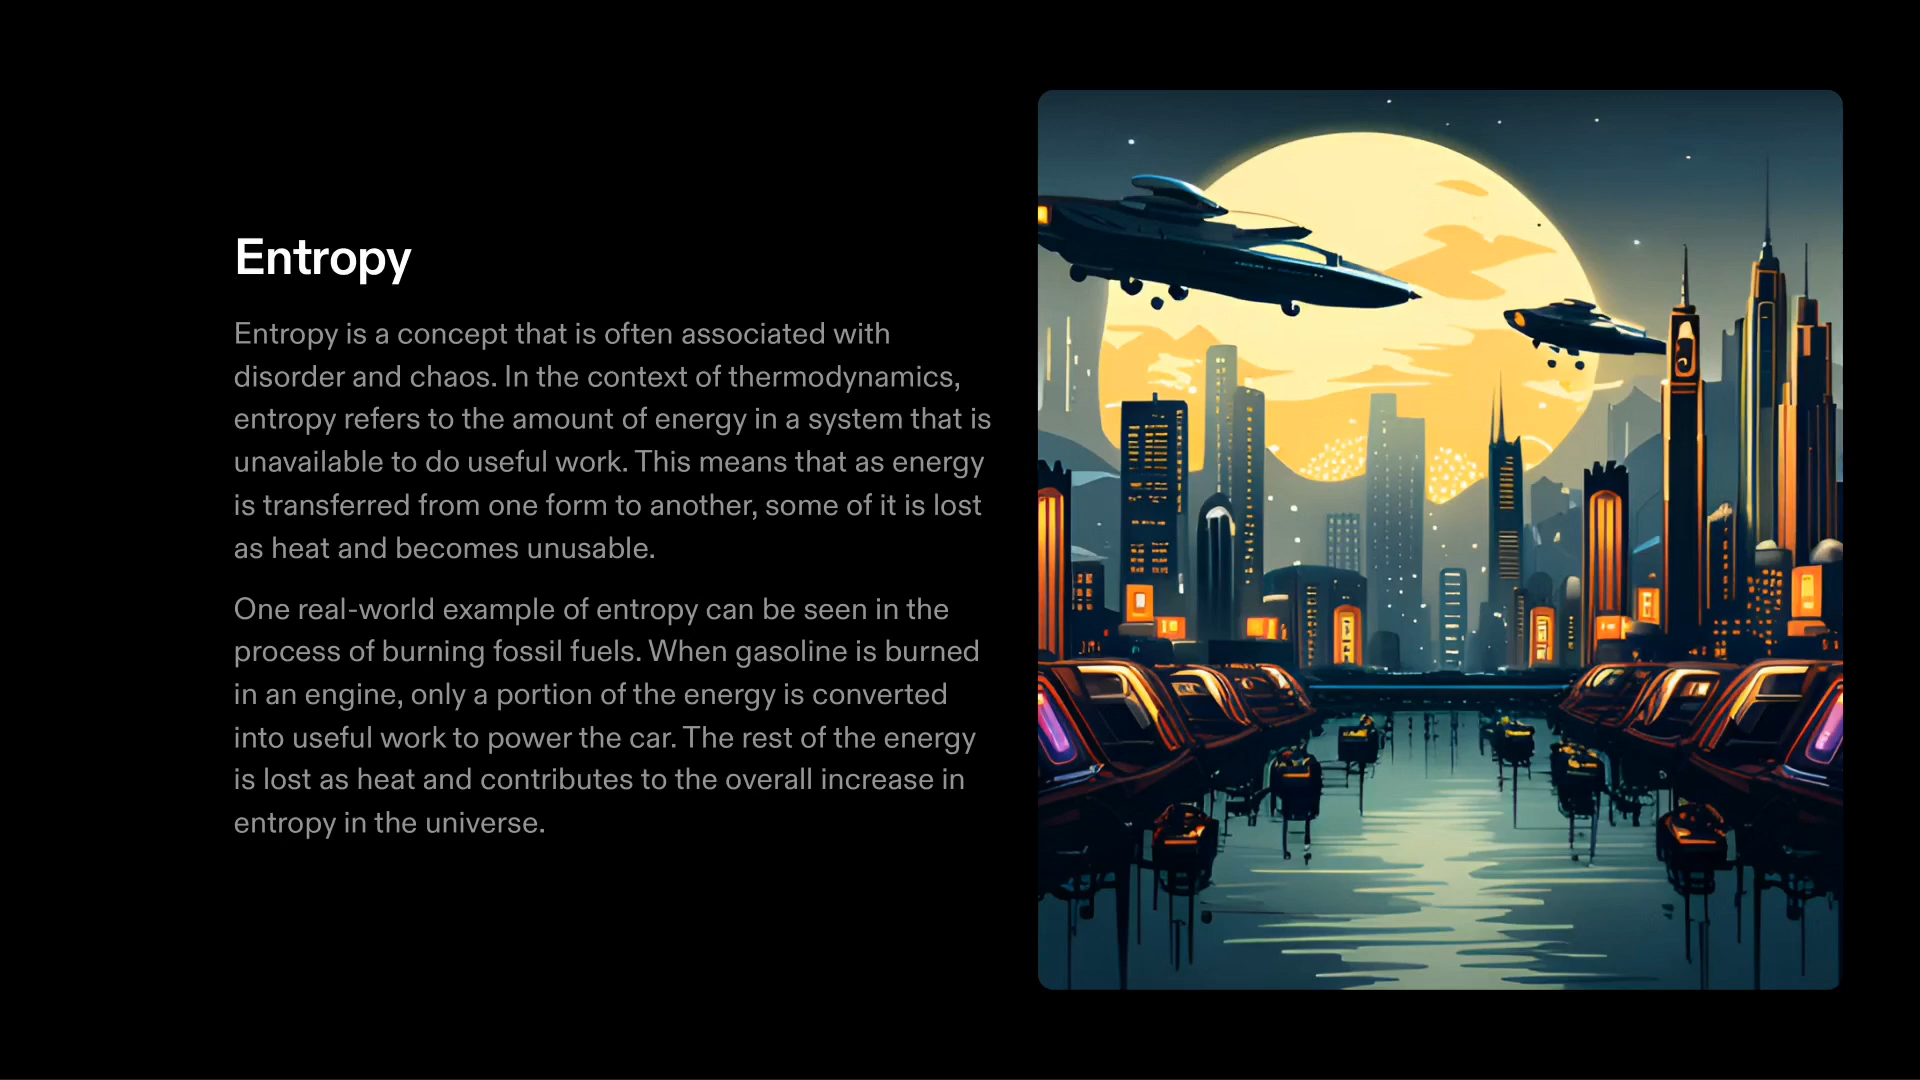 Entropy
Entropy is a concept that is often associated with
disorder and chaos. In the context of thermodynamics,
entropy refers to the amount of energy in a system that is
unavailable to do useful work. This means that as energy
is transferred from one form to another, some of it is lost
as heat and becomes unusable.
One real-world example of entropy can be seen in the
process of burning fossil fuels. When gasoline is burned
in an engine, only a portion of the energy is converted
into useful work to power the car. The rest of the energy
is lost as heat and contributes to the overall increase in
entropy in the universe.